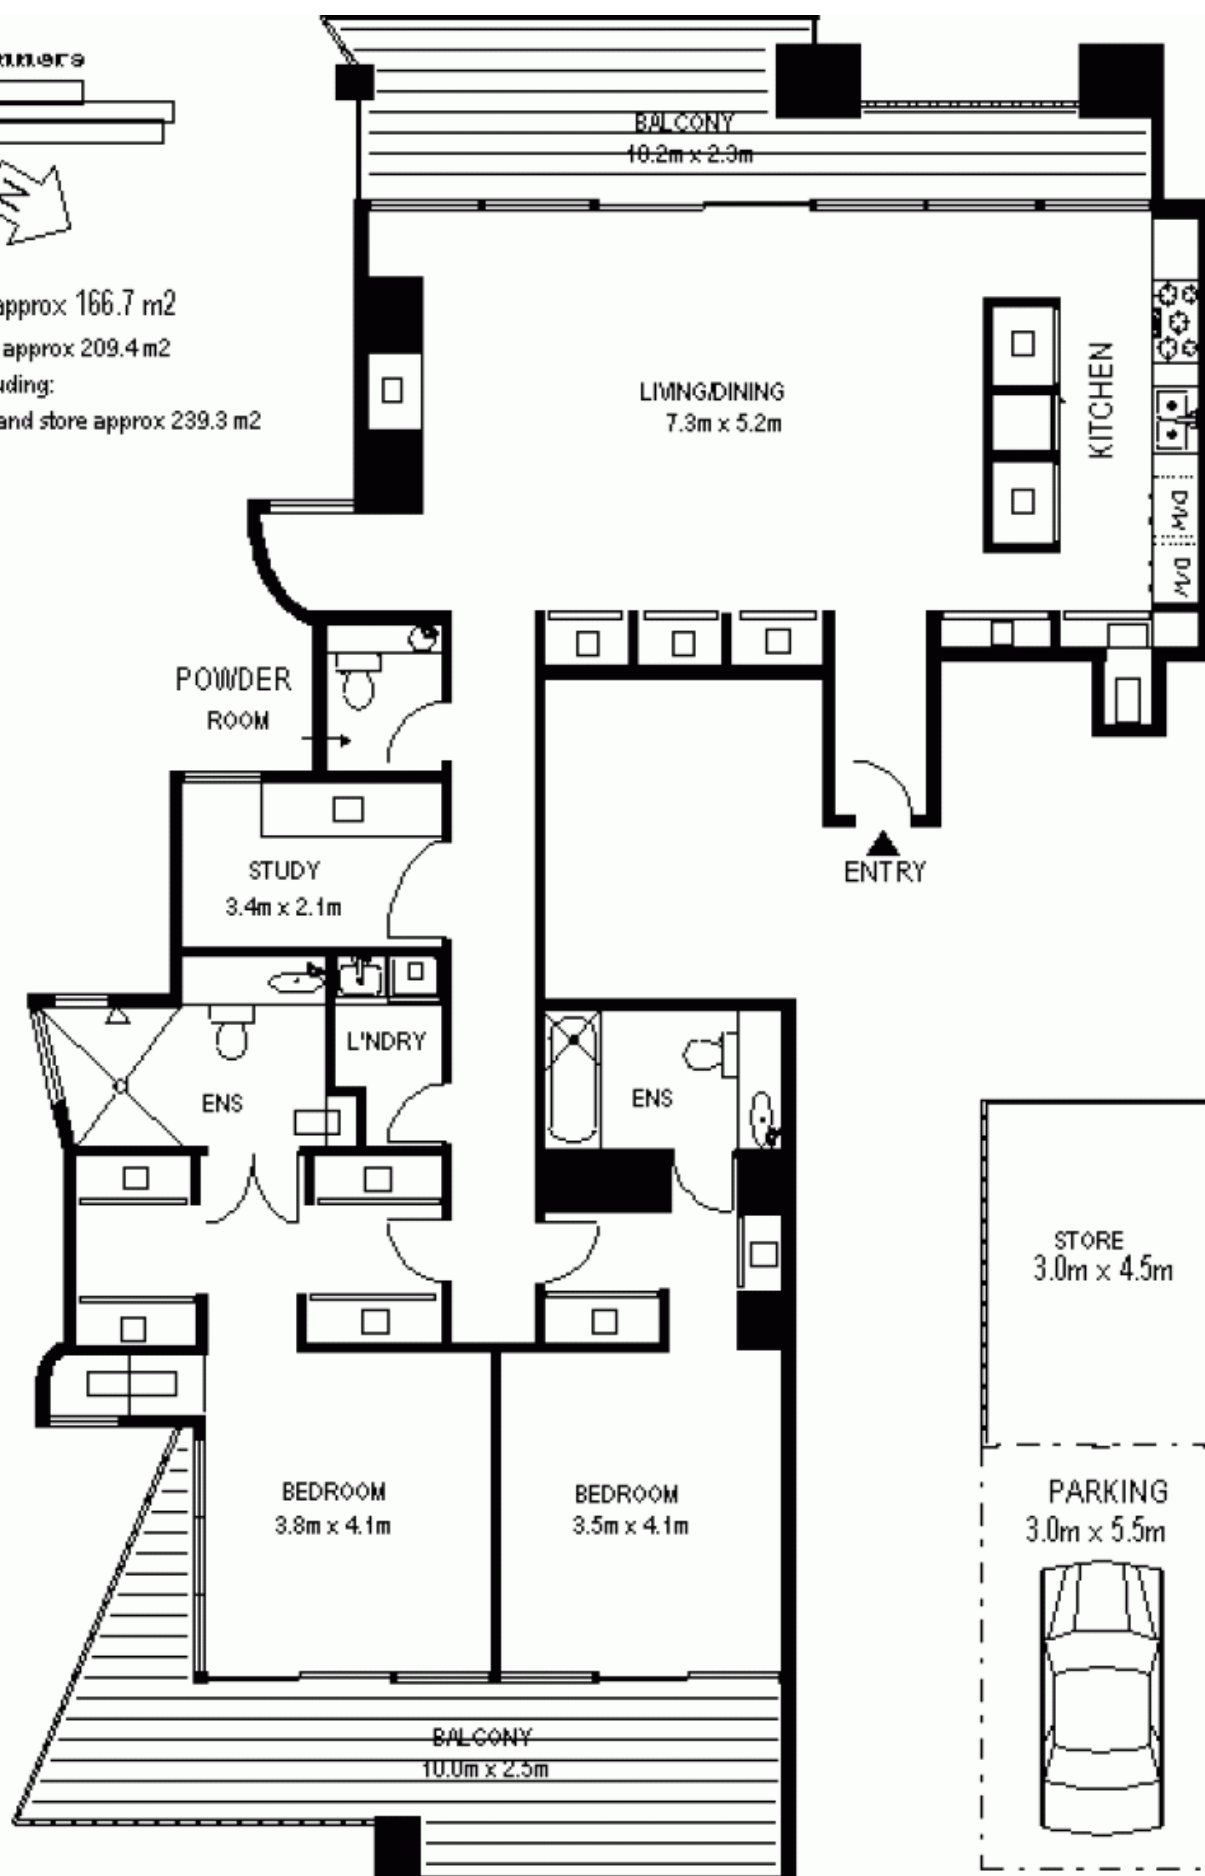 N
approx 166.7 m2
approx 209.4 m2
and store approx 239.3 m2
BALCONY
10.2m x 2.3m
LIVING/DINING
7.3m x 5.2m
KITCHEN
D/W
D/W
POWDER
ROOM
ENTRY
STUDY
3.4m x 2.1m
L'NDRY
ENS
ENS
STORE
3.0m x 4.5m
BEDROOM
3.8m x 4.1m
BEDROOM
3.5m x 4.1m
PARKING
3.0m x 5.5m
BALCONY
10.0m x 2.5m